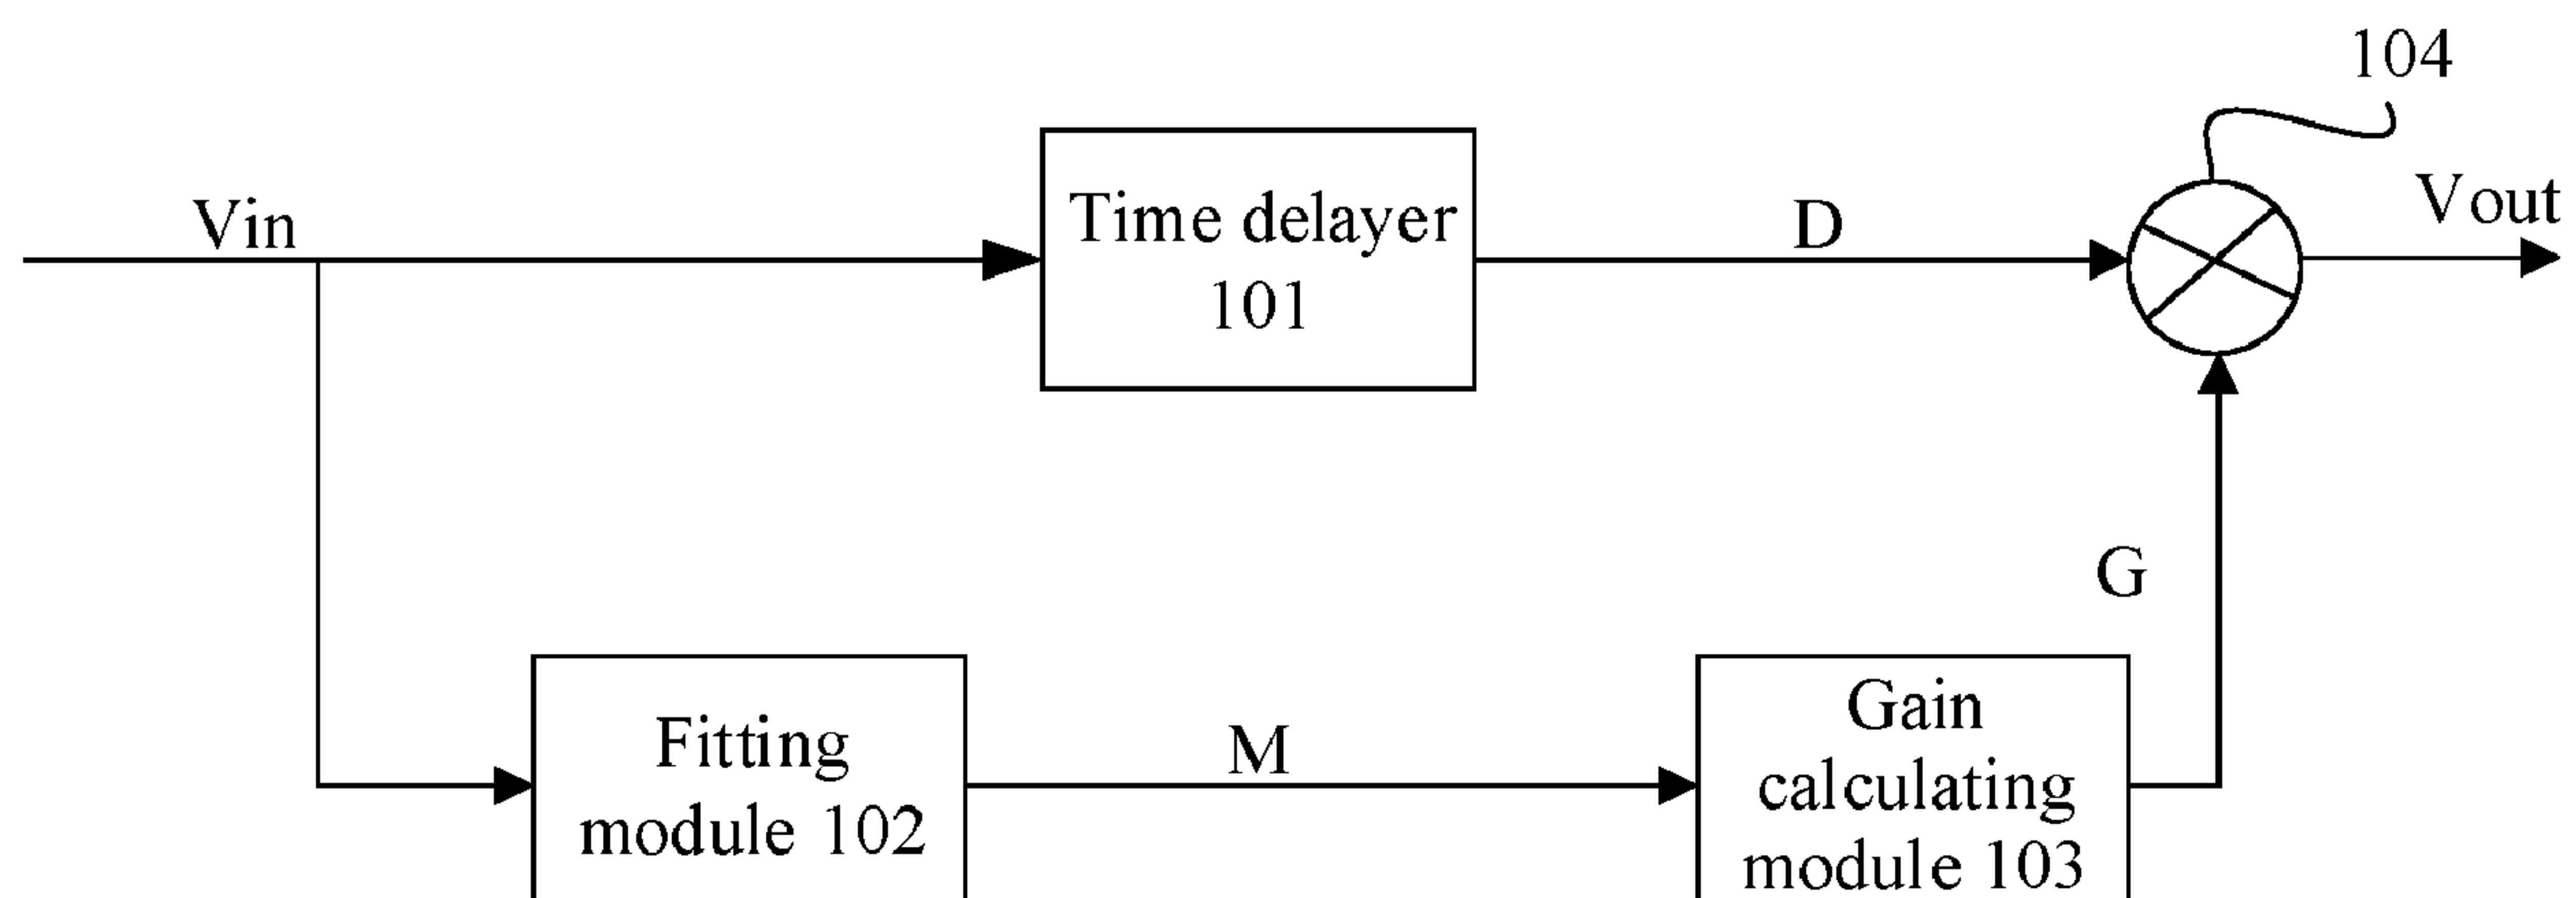 104
Vin
Time delayer
101
D
Vout
G
Fitting
module 102
M
Gain
calculating
module 103